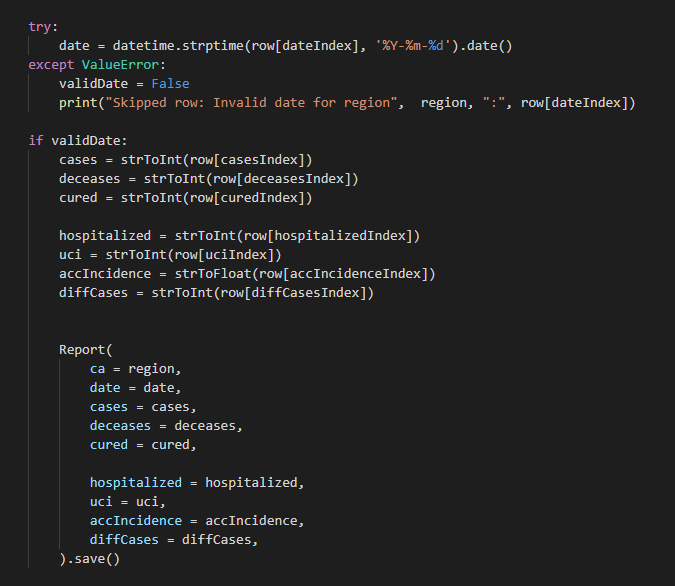 try:
    date = datetime.strptime(row[dateIndex], '%Y-%m-%d').date()
except ValueError:
    validDate = False
    print("Skipped row: Invalid date for region",  region, ":", row[dateIndex])

if validDate:
    cases = strToInt(row[casesIndex])
    deceases = strToInt(row[deceasesIndex])
    cured = strToInt(row[curedIndex])

    hospitalized = strToInt(row[hospitalizedIndex])
    uci = strToInt(row[uciIndex])
    accIncidence = strToFloat(row[accIncidenceIndex])
    diffCases = strToInt(row[diffCasesIndex])


    Report(
        ca = region,
        date = date,
        cases = cases,
        deceases = deceases,
        cured = cured,

        hospitalized = hospitalized,
        uci = uci,
        accIncidence = accIncidence,
        diffCases = diffCases,
    ).save()